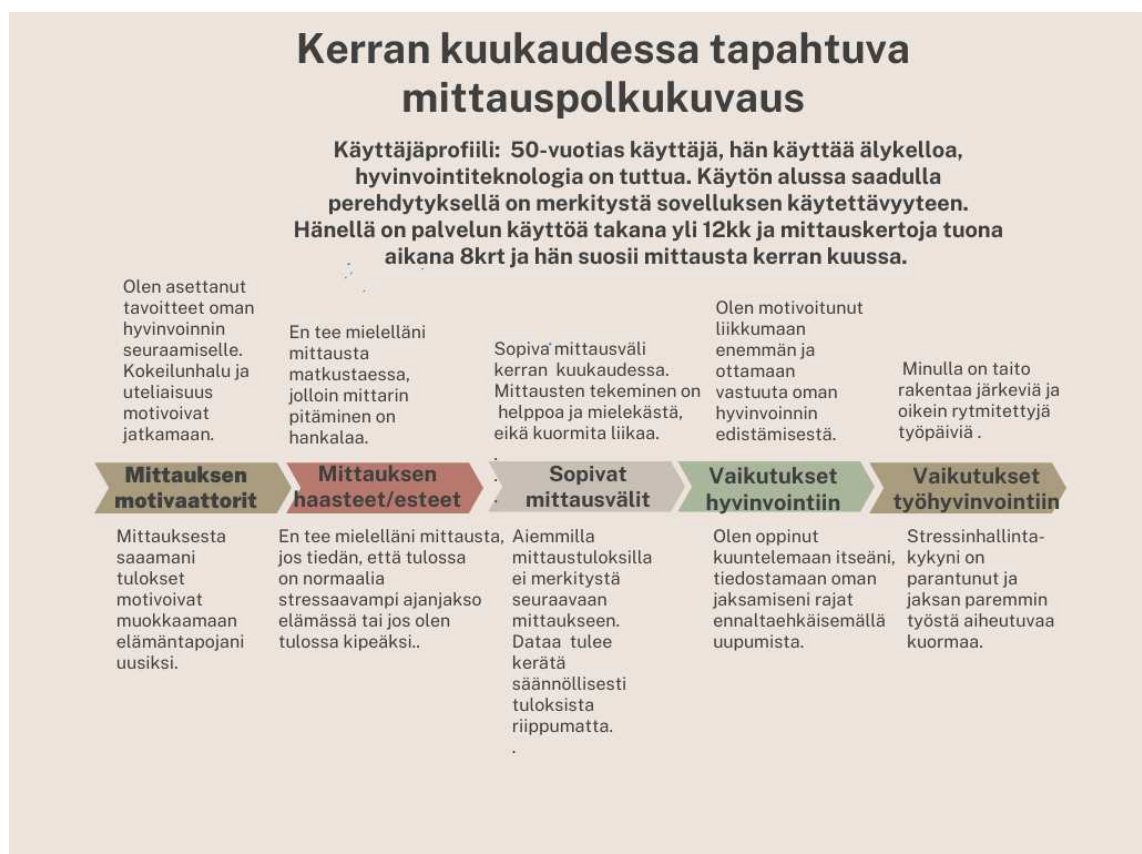 Kerran kuukaudessa tapahtuva
mittauspolkukuvaus
Käyttäjäprofiili:  50-vuotias käyttäjä, hän käyttää älykelloa,
hyvinvointiteknologia on tuttua. Käytön alussa saadulla
perehdytyksellä on merkitystä sovelluksen käytettävyyteen.
Hänellä on palvelun käyttöä takana yli 12kk ja mittauskertoja tuona
aikana 8krt ja hän suosii mittausta kerran kuussa.
Olen asettanut
tavoitteet oman
hyvinvoinnin
seuraamiselle.
Kokeilunhalu ja
uteliaisuus
motivoivat
jatkamaan.
En tee mielelläni
mittausta
matkustaessa,
jolloin mittarin
pitäminen on
hankalaa.
Sopiva mittausväli
kerran  kuukaudessa.
Mittausten tekeminen on
helppoa ja mielekästä,
eikä kuormita liikaa.
.
.
.
Olen motivoitunut
liikkumaan
enemmän ja
ottamaan
vastuuta oman
hyvinvoinnin
edistämisestä.
Minulla on taito
rakentaa järkeviä ja
oikein rytmitettyjä
työpäiviä .
Mittauksen
motivaattorit
Mittauksen
haasteet/esteet
Sopivat
mittausvälit
Vaikutukset
hyvinvointiin
Vaikutukset
työhyvinvointiin
Mittauksesta
saaamani
tulokset
motivoivat
muokkaamaan
elämäntapojani
uusiksi.
En tee mielelläni mittausta,
jos tiedän, että tulossa
on normaalia
stressaavampi ajanjakso
elämässä tai jos olen
tulossa kipeäksi..
Aiemmilla
mittaustuloksilla
ei merkitystä
seuraavaan
mittaukseen.
Dataa  tulee
kerätä
säännöllisesti
tuloksista
riippumatta.
.
Olen oppinut
kuuntelemaan itseäni,
tiedostamaan oman
jaksamiseni rajat
ennaltaehkäisemällä
uupumista.
Stressinhallinta-
kykyni on
parantunut ja
jaksan paremmin
työstä aiheutuvaa
kuormaa.